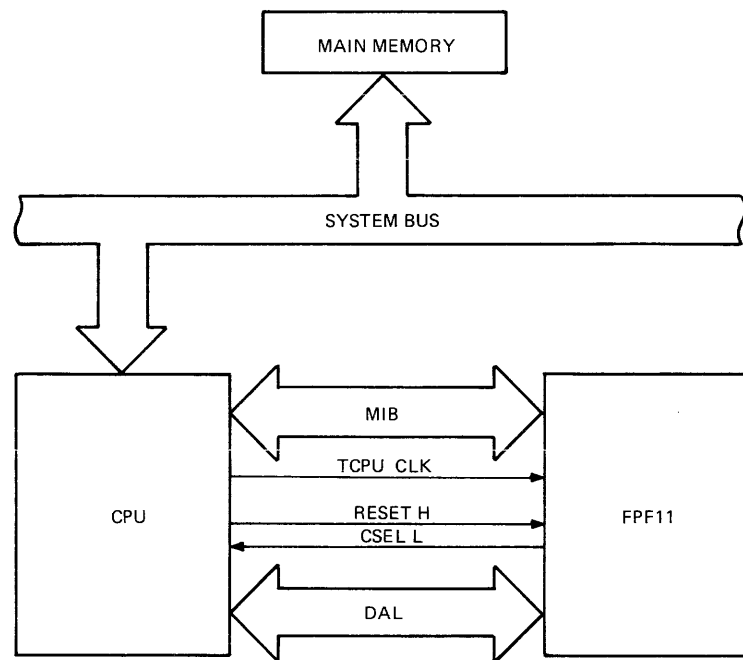 MAIN MEMORY
SYSTEM BUS
MIB
TCPU CLK
CPU
RESET H
FPF11
CSEL L
DAL